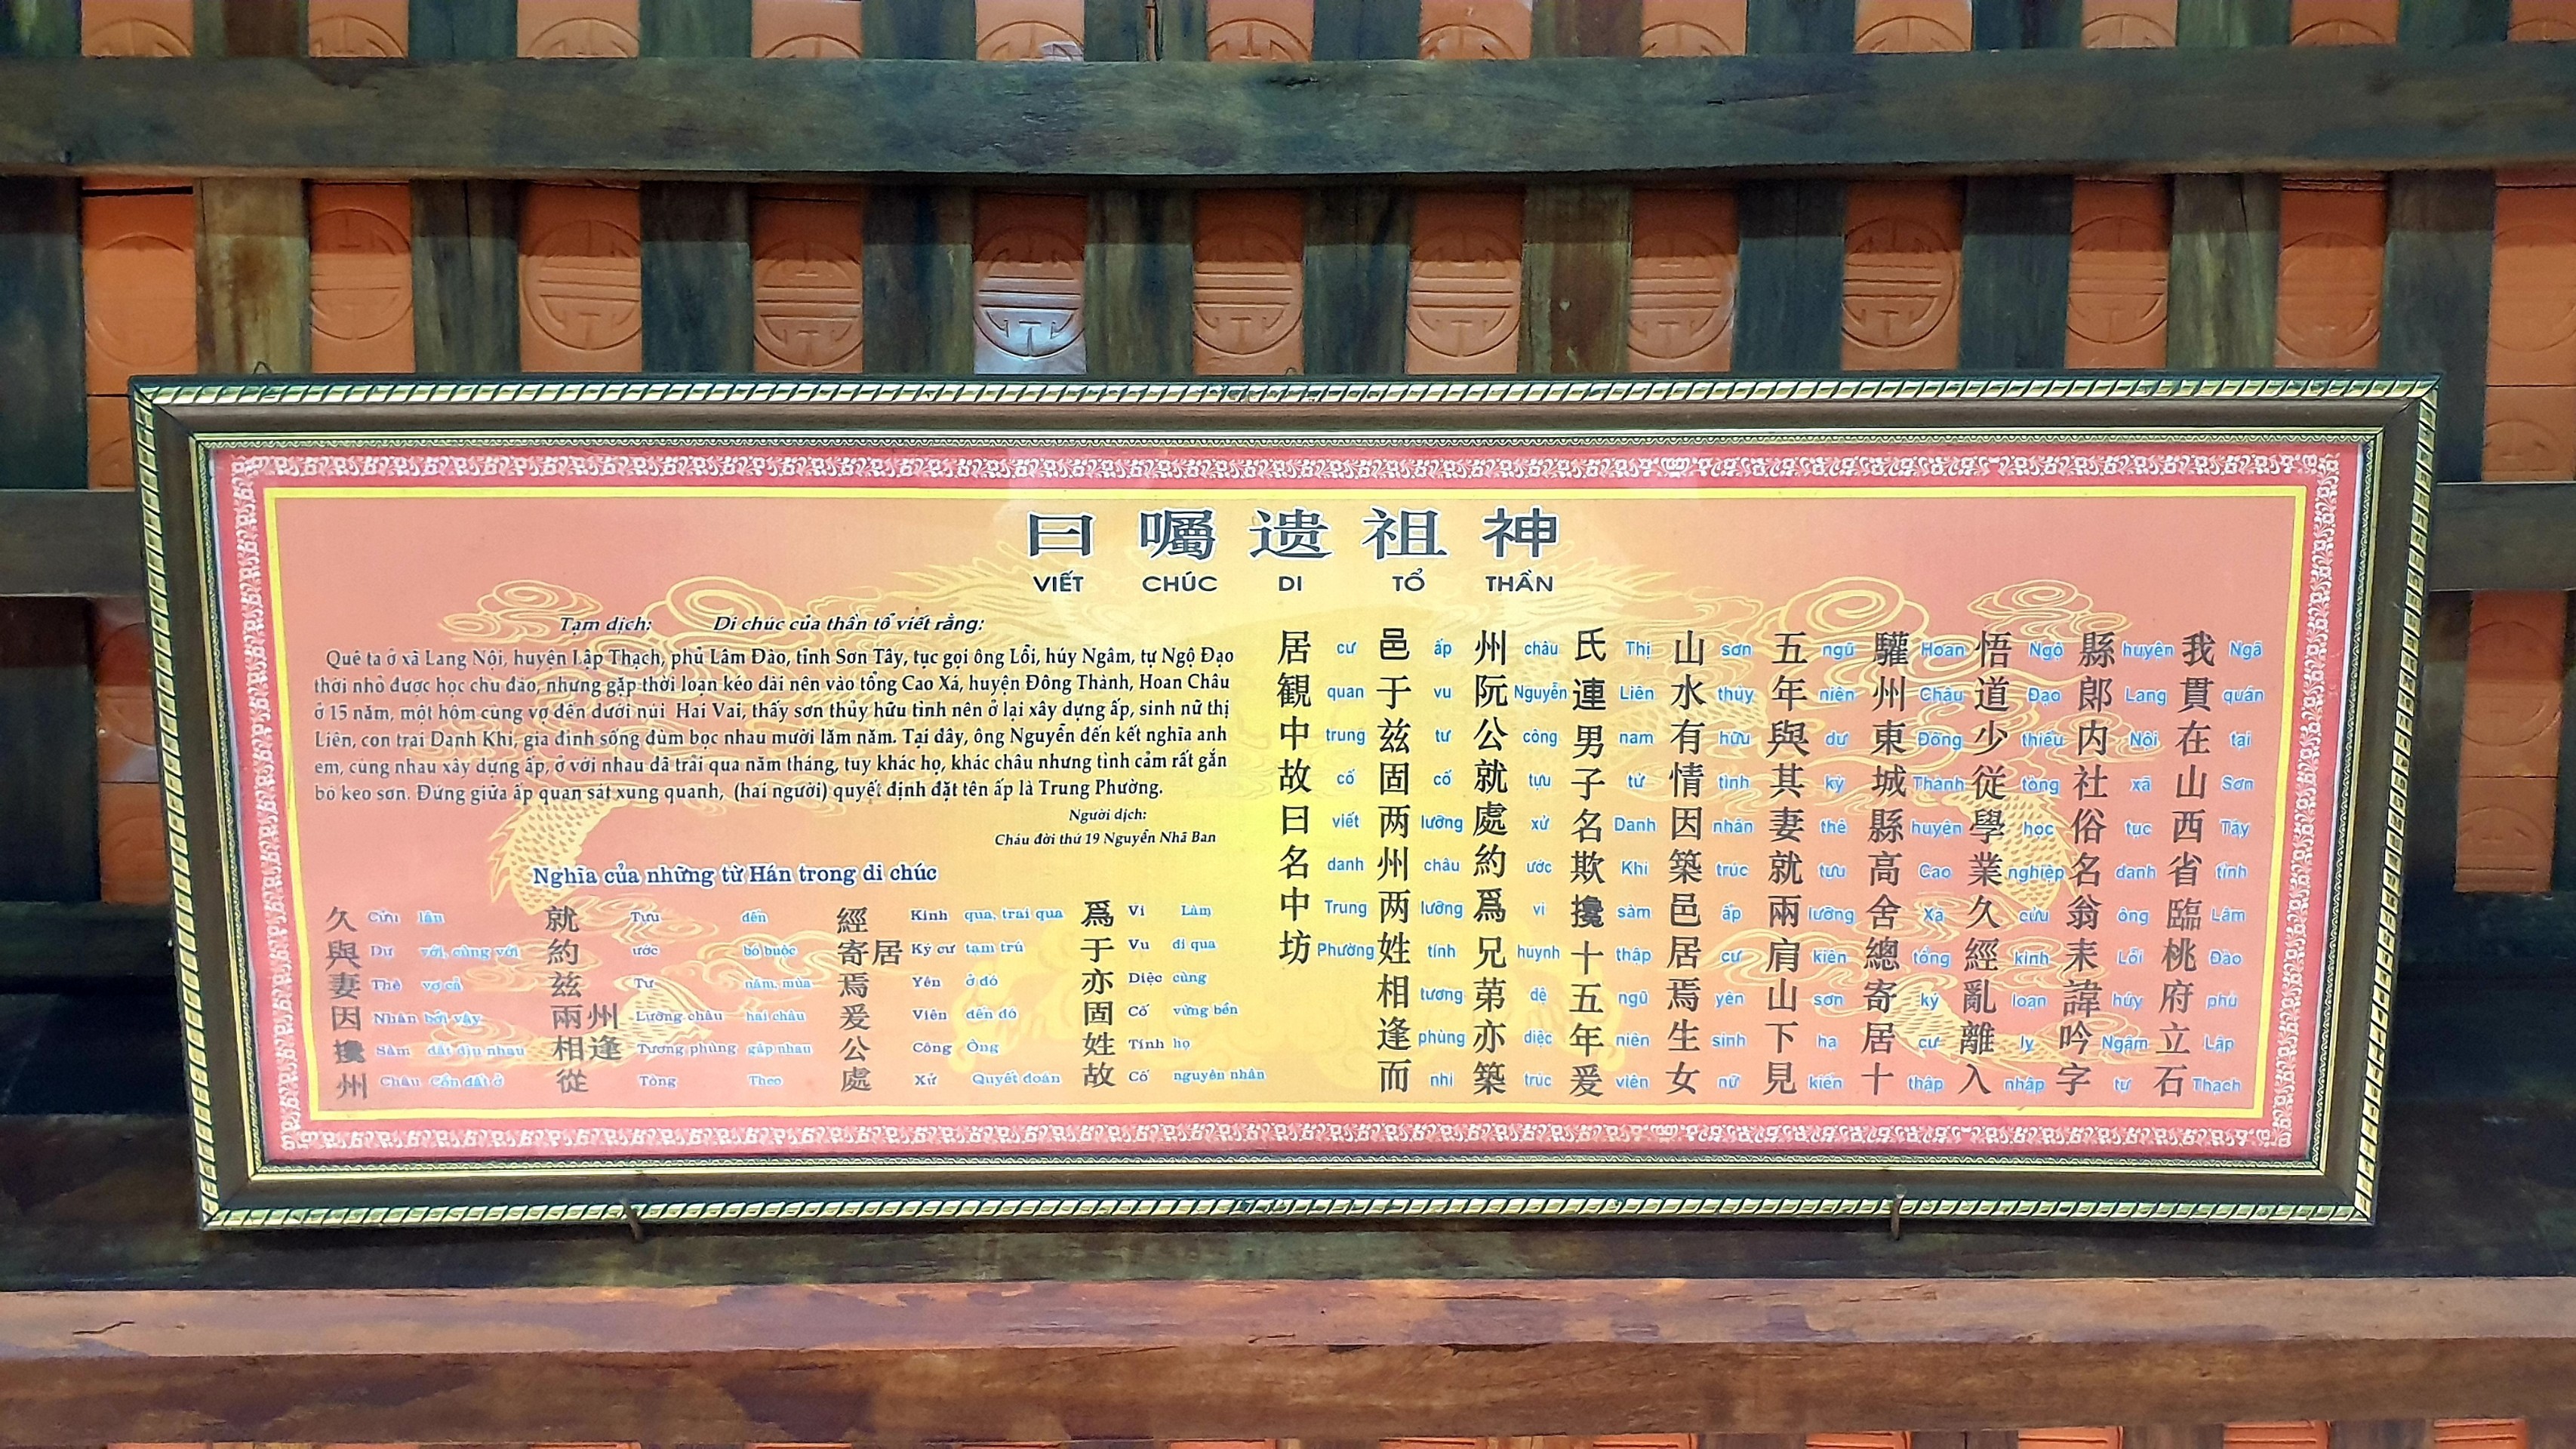 曰 囑 遗 祖 神
VIẾT CHÚC DI TỔ THẦN
Tạm dịch: Di chúc của thần tổ viết rằng:
Quê ta ở xã Lang Nội, huyện Lập Thạch, phủ Lâm Đào, tỉnh Sơn Tây, tục gọi ông Lỗi, húy Ngâm, tự Ngộ Đạo
thời nhỏ được học chu đáo, nhưng gặp thời loạn kéo dài nên vào tổng Cao Xá, huyện Đông Thành, Hoan Châu
ở 15 năm, một hôm cùng vợ đến dưới núi Hai Vai, thấy sơn thủy hữu tình nên ở lại xây dựng ấp, sinh nữ thị
Liên, con trai Danh Khi, gia đình sống đùm bọc nhau mười lăm năm. Tại đây, ông Nguyễn đến kết nghĩa anh
em, cùng nhau xây dựng ấp, ở với nhau đã trải qua năm tháng, tuy khác họ, khác châu nhưng tình cảm rất gắn
bó keo sơn. Đứng giữa ấp quan sát xung quanh, (hai người) quyết định đặt tên ấp là Trung Phường.
Người dịch:
Cháu đời thứ 19 Nguyễn Nhã Ban
我 Ngã 貫 quán 在 tại 山 Sơn 西 Tây 省 tỉnh 臨 Lâm 桃 Đào 府 phủ 立 Lập 石 Thạch
縣 huyện 郎 Lang 内 Nội 社 xã 俗 tục 名 danh 翁 ông 耒 Lỗi 諱 húy 吟 Ngâm 字 tự
悟 Ngộ 道 Đạo 少 thiếu 従 tòng 學 học 業 nghiệp 久 cửu 經 kinh 亂 loạn 離 ly 入 nhập
驩 Hoan 州 Châu 東 Đông 城 Thành 縣 huyện 高 Cao 舍 Xá 總 tổng 寄 ký 居 cư 十 thập
五 ngũ 年 niên 與 dư 其 kỳ 妻 thê 就 tựu 兩 lưỡng 肩 kiên 山 sơn 下 hạ 見 kiến
山 sơn 水 thủy 有 hữu 情 tình 因 nhân 築 trúc 邑 ấp 居 cư 焉 yên 生 sinh 女 nữ
氏 Thị 連 Liên 男 nam 子 tử 名 Danh 欺 Khi 攙 sàm 十 thập 五 ngũ 年 niên 爰 viên
州 châu 阮 Nguyễn 公 công 就 tựu 處 xử 約 ước 爲 vi 兄 huynh 苐 đệ 亦 diệc 築 trúc
邑 ấp 于 vu 兹 tư 固 cố 两 lưỡng 州 châu 两 lưỡng 姓 tính 相 tương 逢 phùng 而 nhi
居 cư 観 quan 中 trung 故 cố 曰 viết 名 danh 中 Trung 坊 Phường
Nghĩa của những từ Hán trong di chúc
久 Cửu lâu 就 Tựu đến 經 Kinh qua, trải qua 爲 Vi Làm
與 Dư với, cùng với 約 ước bó buộc 寄居 Ký cư tạm trú 于 Vu đi qua
妻 Thê vợ cả 兹 Tư năm, mùa 焉 Yên ở đó 亦 Diệc cùng
因 Nhân bởi vậy 兩州 Lưỡng châu hai châu 爰 Viên đến đó 固 Cố vững bền
攙 Sàm dắt dịu nhau 相逢 Tương phùng gặp nhau 公 Công Ông 姓 Tính họ
州 Châu Cồn đất ở 從 Tòng Theo 處 Xử Quyết đoán 故 Cố nguyên nhân